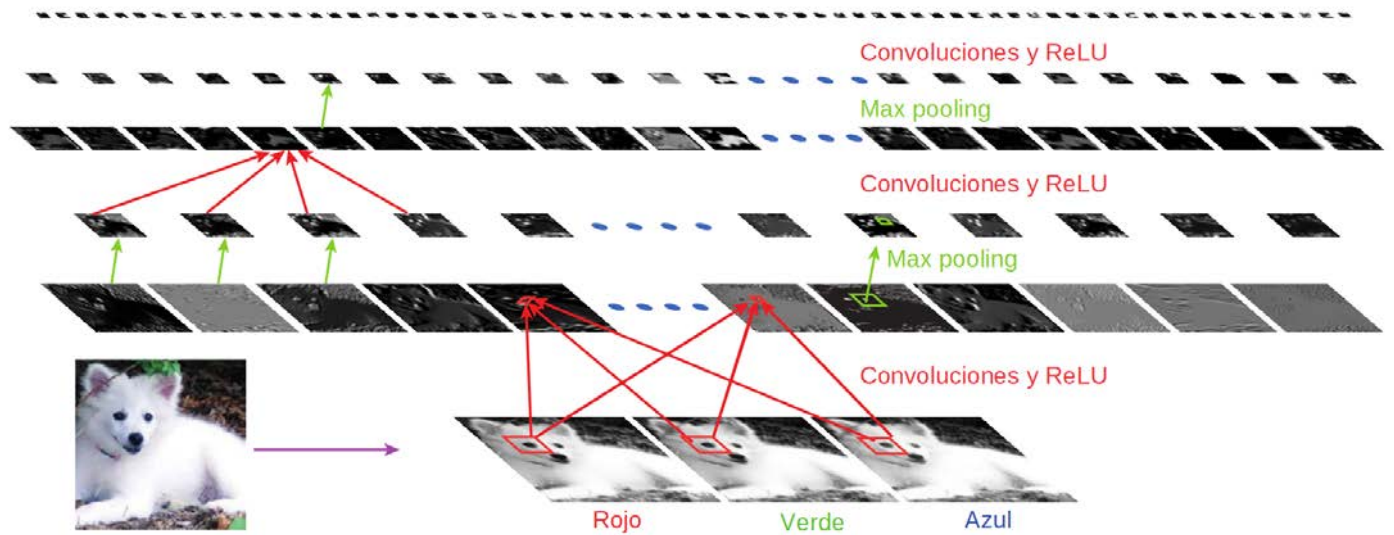 Convoluciones y ReLU
Max pooling
Convoluciones y ReLU
Max pooling
Convoluciones y ReLU
Rojo
Verde
Azul